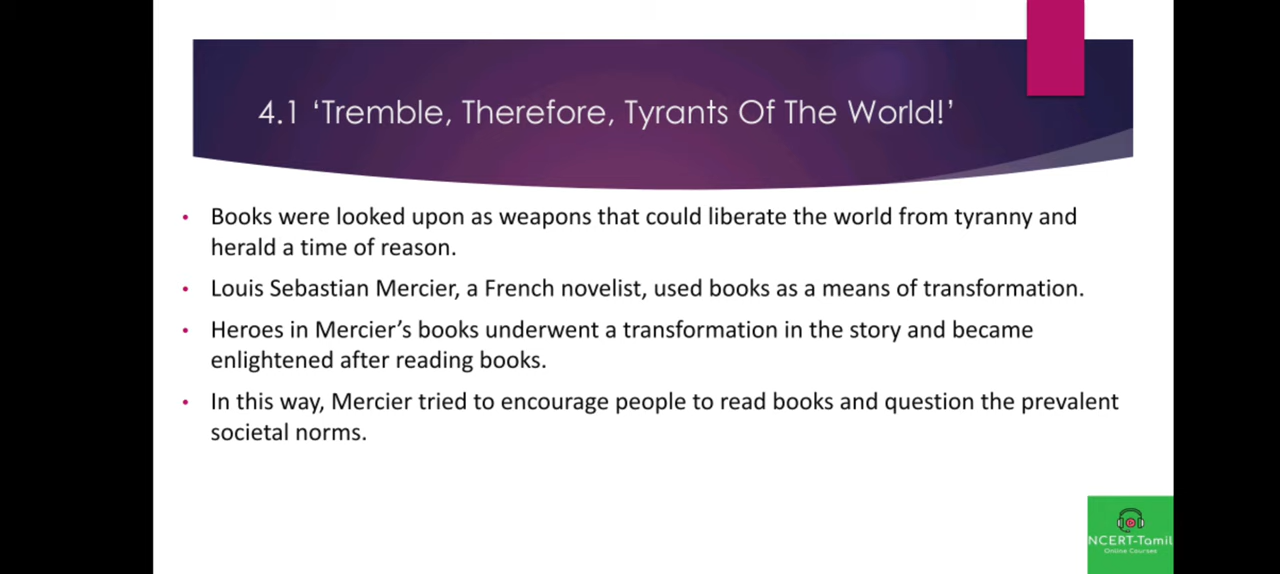 4.1 ‘Tremble, Therefore, Tyrants Of The World!’
• Books were looked upon as weapons that could liberate the world from tyranny and
herald a time of reason.
• Louis Sebastian Mercier, a French novelist, used books as a means of transformation.
• Heroes in Mercier’s books underwent a transformation in the story and became
enlightened after reading books.
• In this way, Mercier tried to encourage people to read books and question the prevalent
societal norms.
NCERT-Tamil
Online Courses